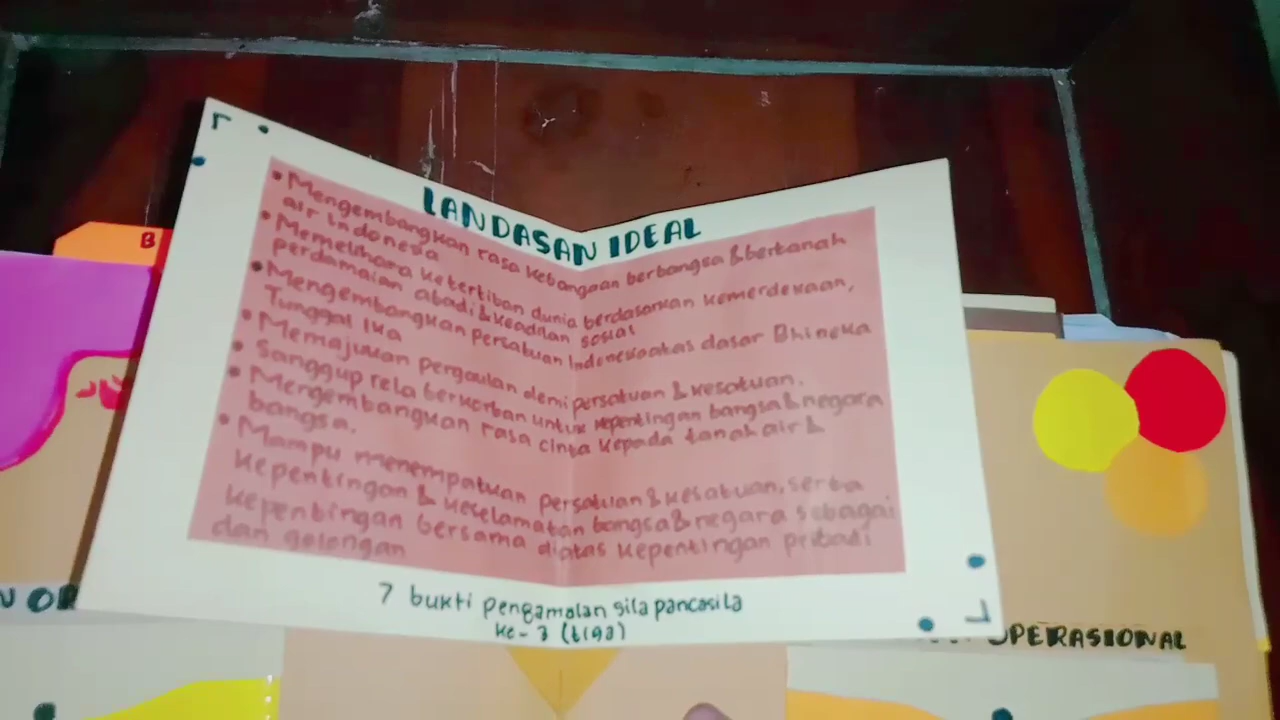 LANDASAN IDEAL
• Mengembangkan rasa kebangaan berbangsa & bertanah
air Indonesia
• Memelihara ketertiban dunia berdasarkan kemerdekaan,
perdamaian abadi & keadilan sosial
• Mengembangkan persatuan Indonesia atas dasar Bhineka
Tunggal Ika
• Memajukan pergaulan demi persatuan & kesatuan.
• Sanggup rela berkorban untuk kepentingan bangsa & negara
• Mengembangkan rasa cinta kepada tanah air &
bangsa.
• Mampu menempatkan persatuan & kesatuan, serta
kepentingan & keselamatan bangsa & negara sebagai
kepentingan bersama diatas kepentingan pribadi
dan golongan
7 bukti pengamalan sila pancasila
ke-3 (tiga)
B
OPERASIONAL